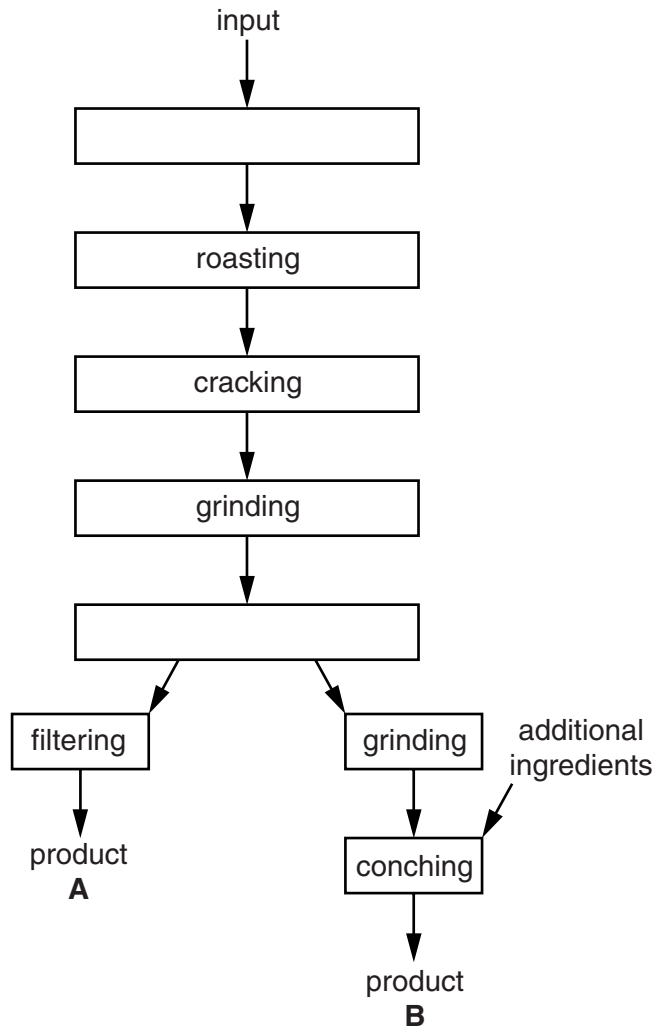 input
roasting
cracking
grinding
filtering
grinding
additional
ingredients
product
A
conching
product
B